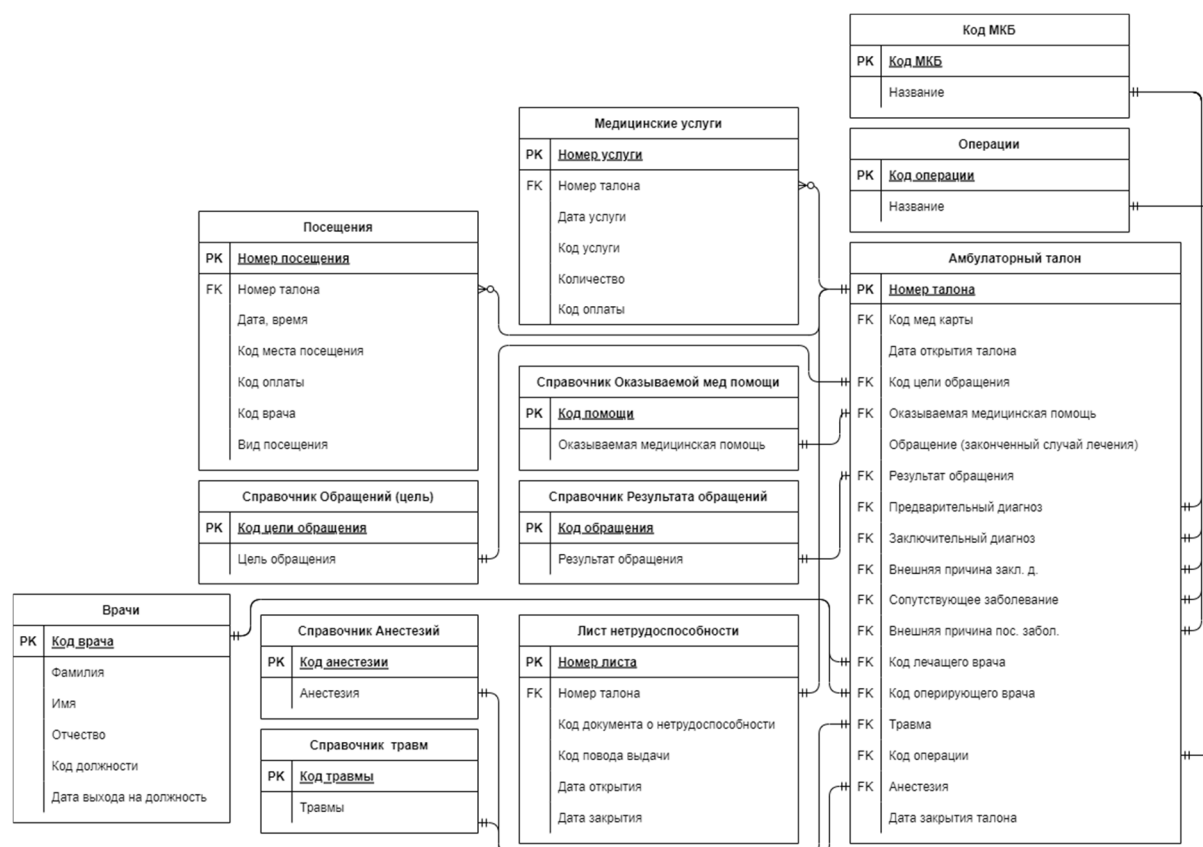 Код МКБ
PK Код МКБ
Название
Операции
PK Код операции
Название
Медицинские услуги
PK Номер услуги
FK Номер талона
Дата услуги
Код услуги
Количество
Код оплаты
Посещения
PK Номер посещения
FK Номер талона
Дата, время
Код места посещения
Код оплаты
Код врача
Вид посещения
Амбулаторный талон
PK Номер талона
FK Код мед карты
Дата открытия талона
FK Код цели обращения
FK Оказываемая медицинская помощь
Обращение (законченный случай лечения)
FK Результат обращения
FK Предварительный диагноз
FK Заключительный диагноз
FK Внешняя причина закл. д.
FK Сопутствующее заболевание
FK Внешняя причина пос. забол.
FK Код лечащего врача
FK Код оперирующего врача
FK Травма
FK Код операции
FK Анестезия
Дата закрытия талона
Справочник Оказываемой мед помощи
PK Код помощи
Оказываемая медицинская помощь
Справочник Обращений (цель)
PK Код цели обращения
Цель обращения
Справочник Результата обращений
PK Код обращения
Результат обращения
Врачи
PK Код врача
Фамилия
Имя
Отчество
Код должности
Дата выхода на должность
Справочник Анестезий
PK Код анестезии
Анестезия
Справочник травм
PK Код травмы
Травмы
Лист нетрудоспособности
PK Номер листа
FK Номер талона
Код документа о нетрудоспособности
Код повода выдачи
Дата открытия
Дата закрытия